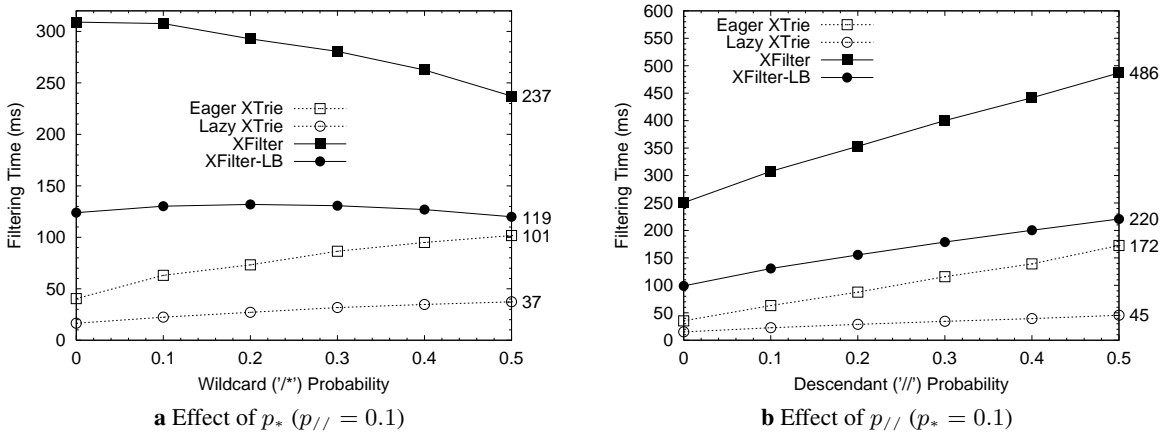 300
250
200
150
100
50
0
Filtering Time (ms)
Eager XTrie
Lazy XTrie
XFilter
XFilter-LB
237
119
101
37
0 0.1 0.2 0.3 0.4 0.5
Wildcard ('/*') Probability
a Effect of p* (p// = 0.1)
600
550
500
450
400
350
300
250
200
150
100
50
0
Filtering Time (ms)
Eager XTrie
Lazy XTrie
XFilter
XFilter-LB
486
220
172
45
0 0.1 0.2 0.3 0.4 0.5
Descendant ('//') Probability
b Effect of p// (p* = 0.1)